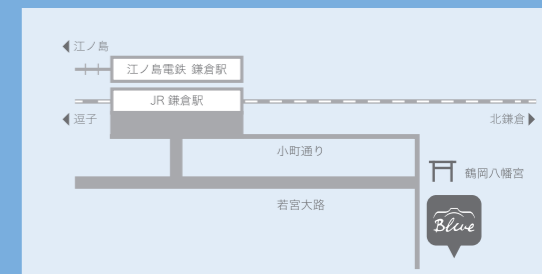 江ノ島
江ノ島電鉄 鎌倉駅
JR 鎌倉駅
逗子
北鎌倉
小町通り
鶴岡八幡宮
若宮大路
Blue